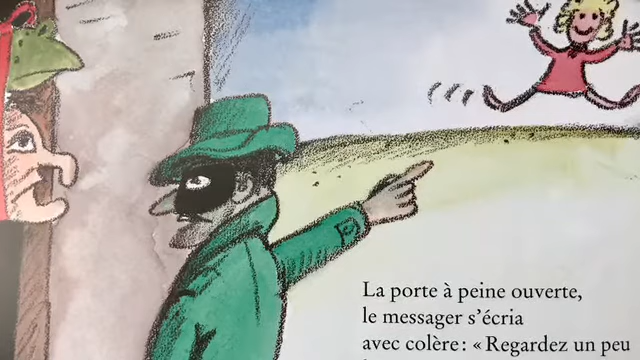 La porte à peine ouverte,
le messager s'écria
avec colère : « Regardez un peu